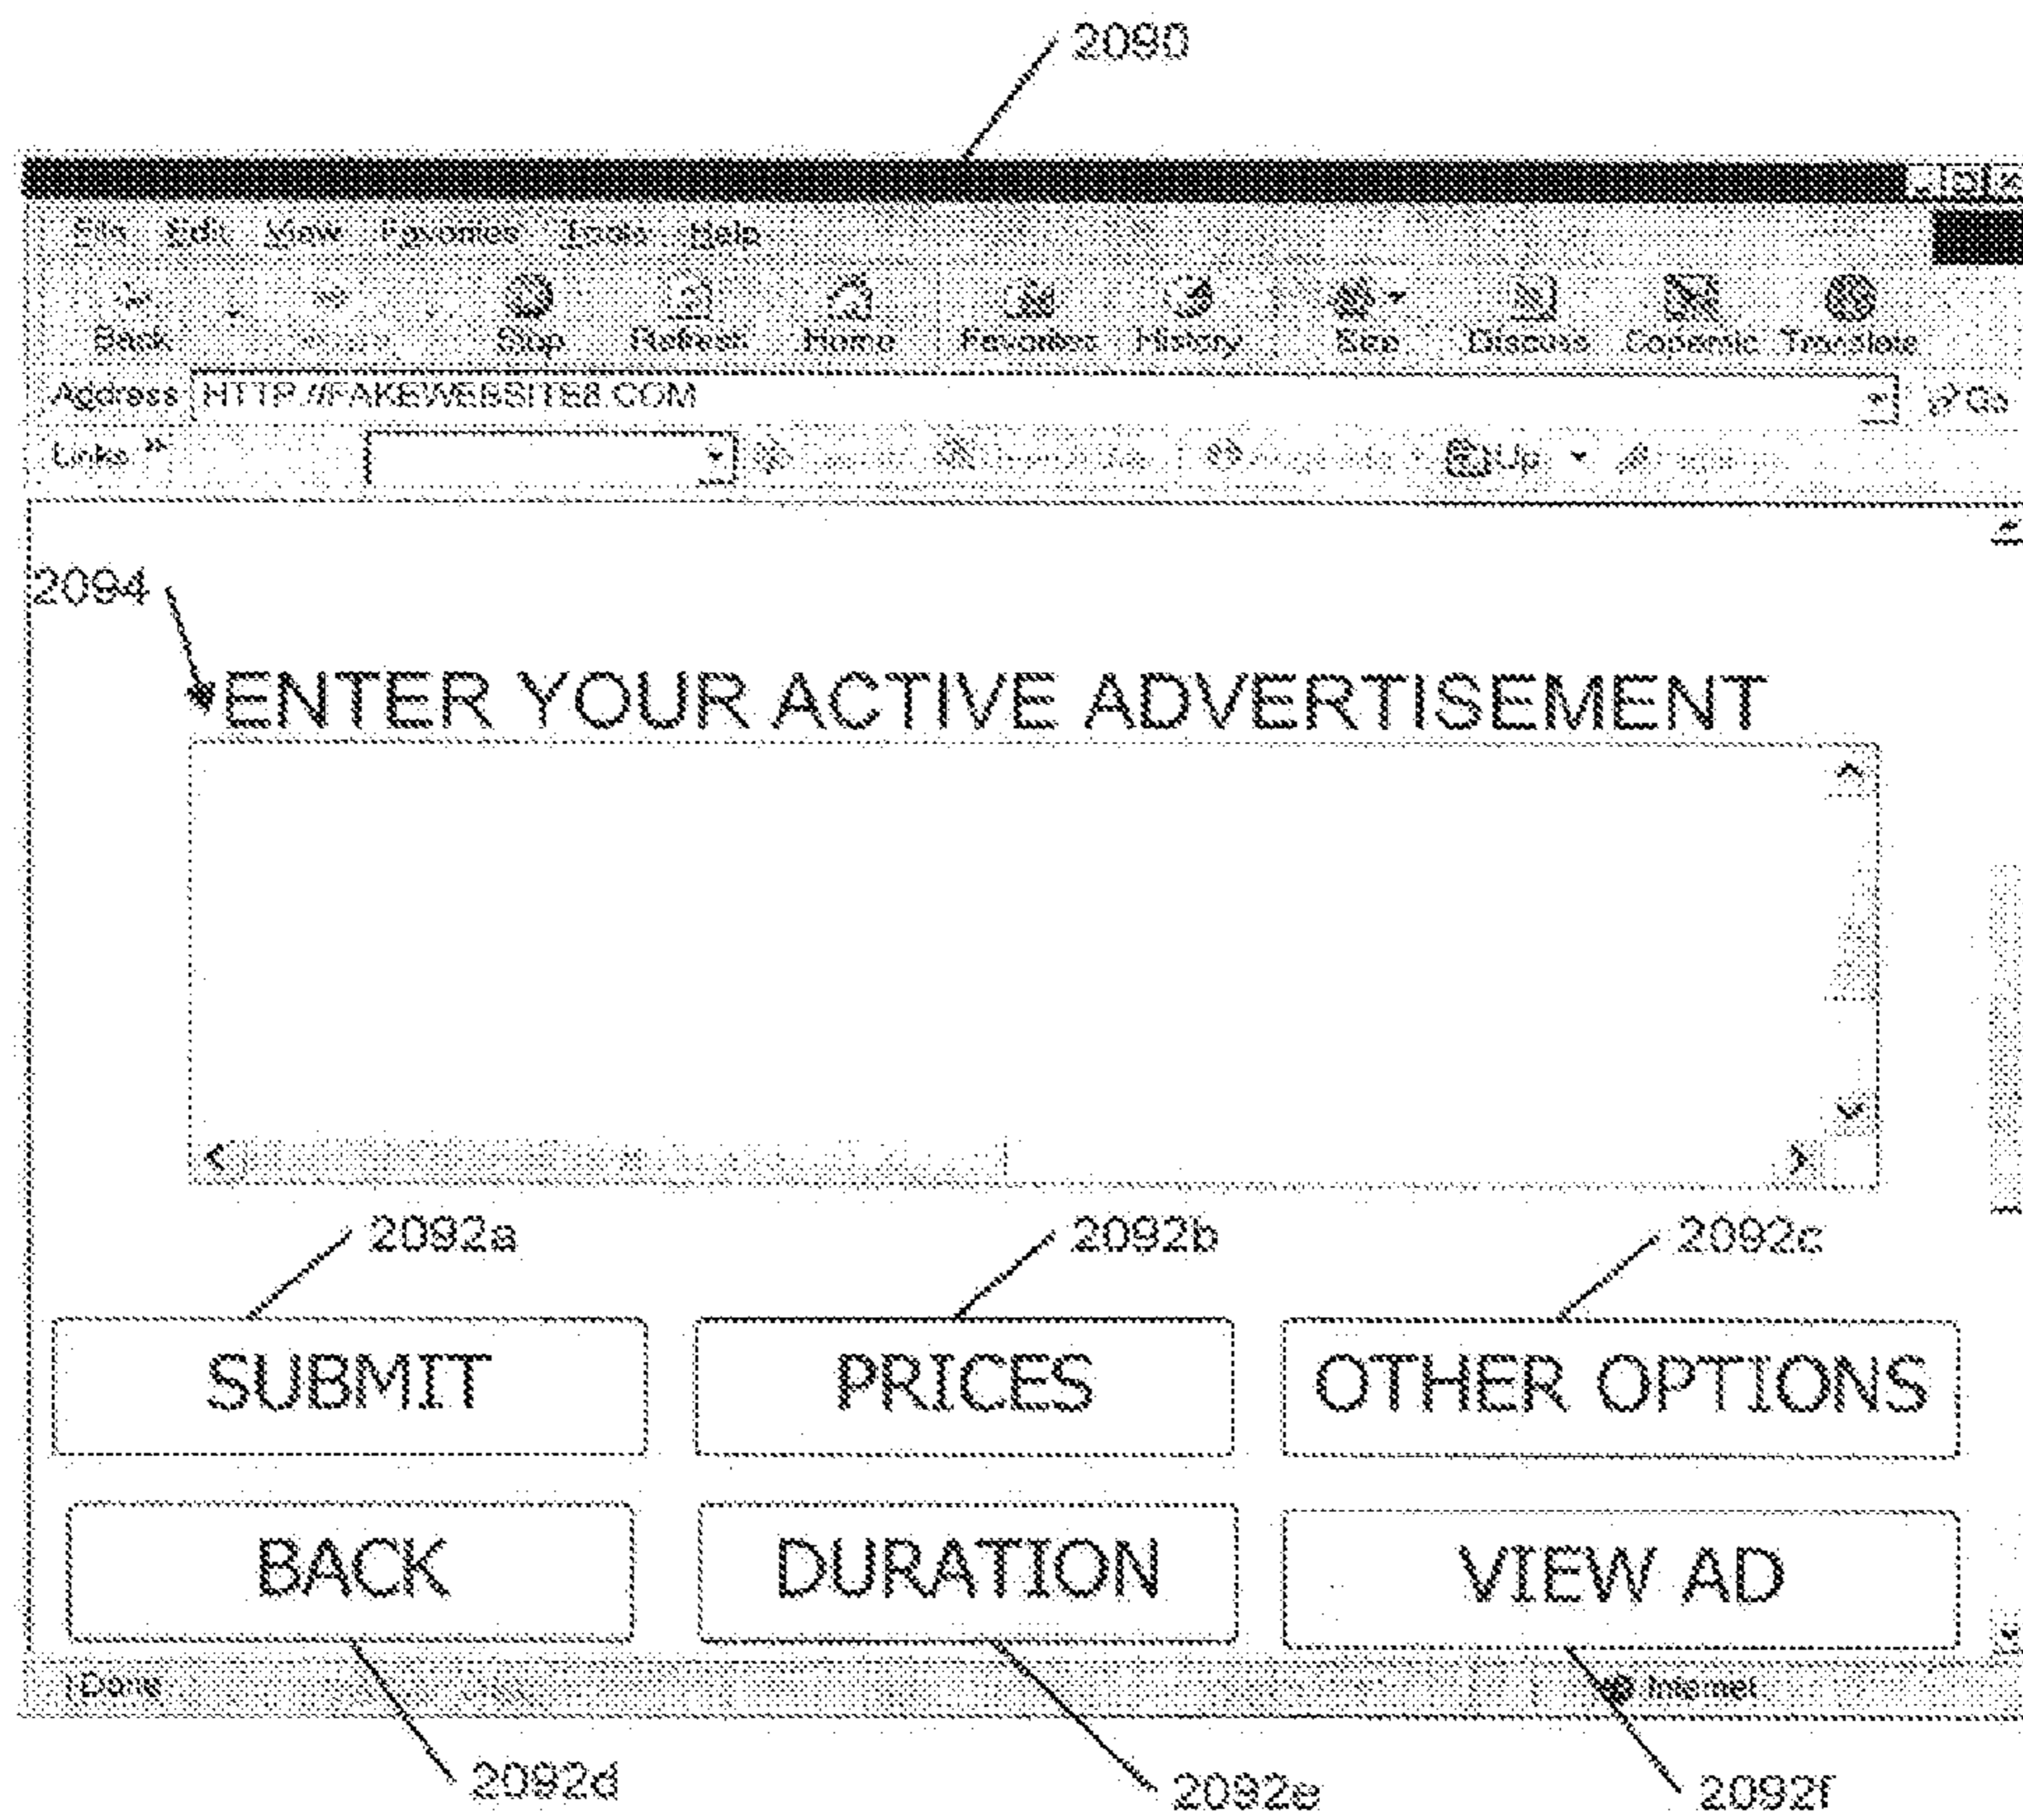 2090
File Edit View Favorites Tools Help
Back Stop Refresh Home Favorites History Discuss Copernic Translate
Address HTTP://FAKEWEBSITE8.COM Go
Links » Up
2094
ENTER YOUR ACTIVE ADVERTISEMENT
2092a 2092b 2092c
SUBMIT PRICES OTHER OPTIONS
BACK DURATION VIEW AD
Done Internet
2092d 2092e 2092f